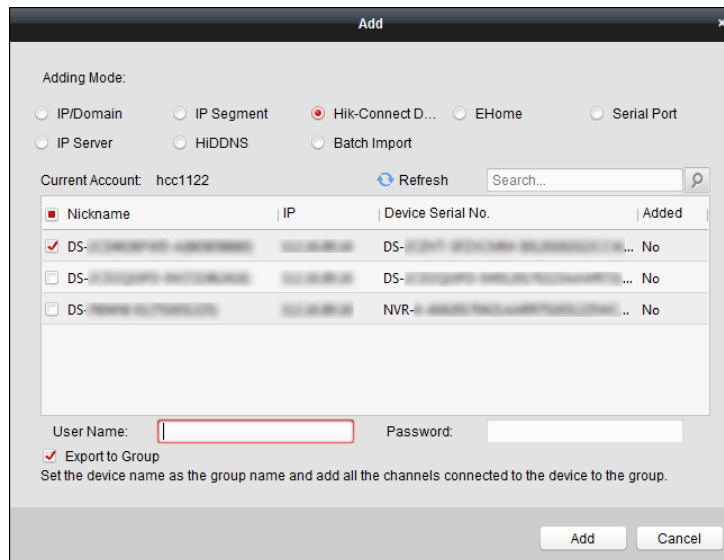 Add
Adding Mode:
IP/Domain IP Segment Hik-Connect D... EHome Serial Port
IP Server HiDDNS Batch Import
Current Account: hcc1122 Refresh Search...
Nickname IP Device Serial No. Added
DS- DS- ... No
DS- DS- ... No
DS- NVR- ... No
User Name: Password:
Export to Group
Set the device name as the group name and add all the channels connected to the device to the group.
Add Cancel